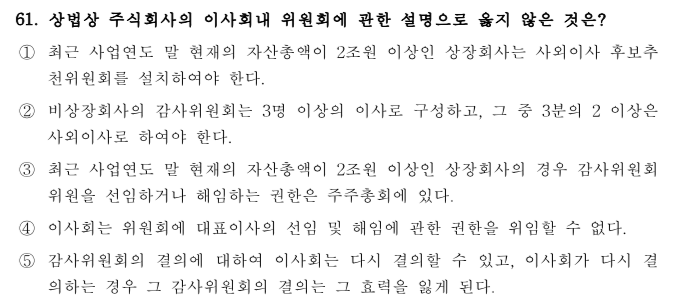 61. 상법상 주식회사의 이사회내 위원회에 관한 설명으로 옳지 않은 것은?
① 최근 사업연도 말 현재의 자산총액이 2조원 이상인 상장회사는 사외이사 후보추
천위원회를 설치하여야 한다.
② 비상장회사의 감사위원회는 3명 이상의 이사로 구성하고, 그 중 3분의 2 이상은
사외이사로 하여야 한다.
③ 최근 사업연도 말 현재의 자산총액이 2조원 이상인 상장회사의 경우 감사위원회
위원을 선임하거나 해임하는 권한은 주주총회에 있다.
④ 이사회는 위원회에 대표이사의 선임 및 해임에 관한 권한을 위임할 수 없다.
⑤ 감사위원회의 결의에 대하여 이사회는 다시 결의할 수 있고, 이사회가 다시 결
의하는 경우 그 감사위원회의 결의는 그 효력을 잃게 된다.